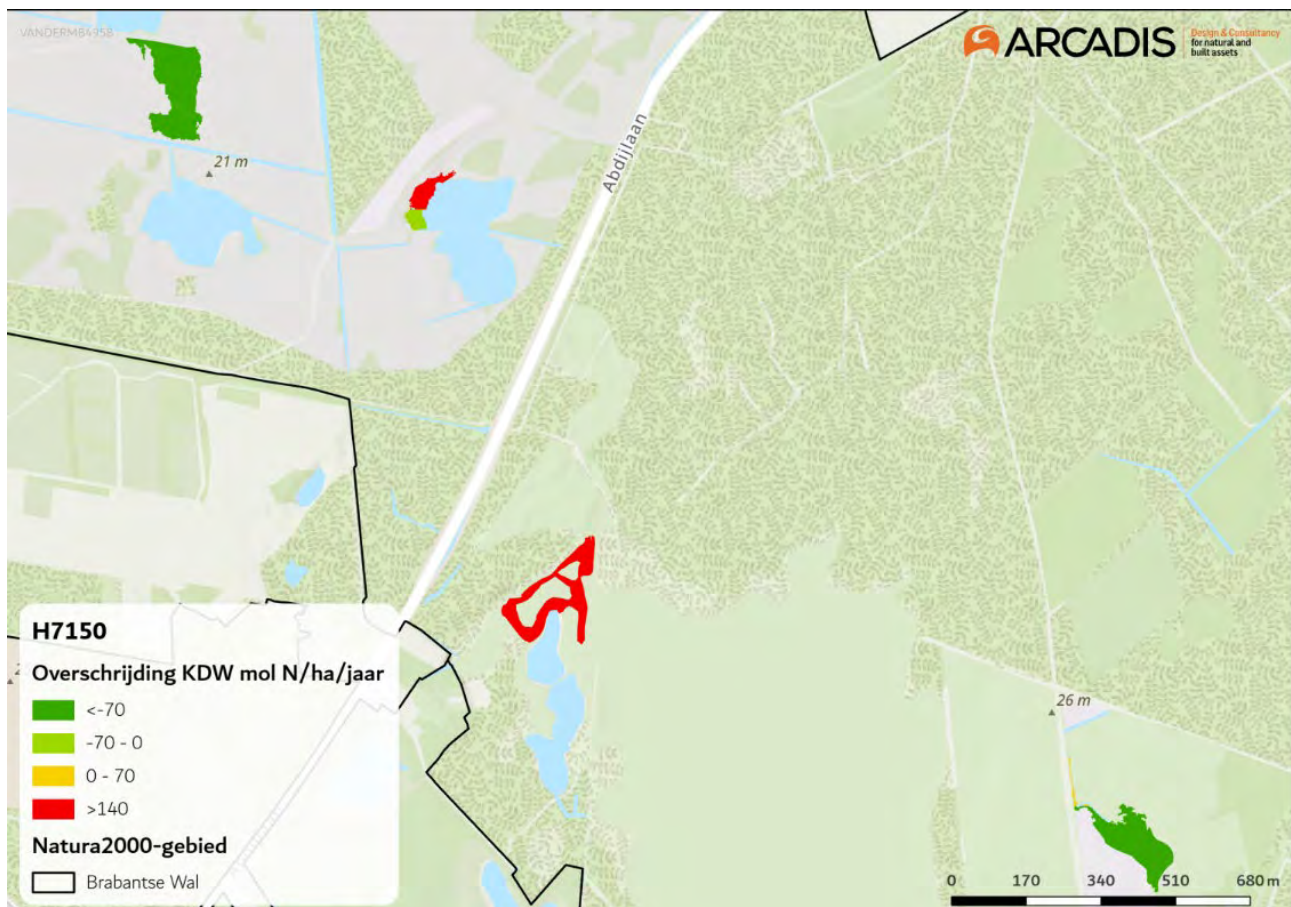 VANDERM84958
ARCADIS
Design & Consultancy
for natural and
built assets
21 m
Abdijlaan
26 m
H7150
Overschrijding KDW mol N/ha/jaar
<-70
-70 - 0
0 - 70
>140
Natura2000-gebied
Brabantse Wal
0 170 340 510 680 m